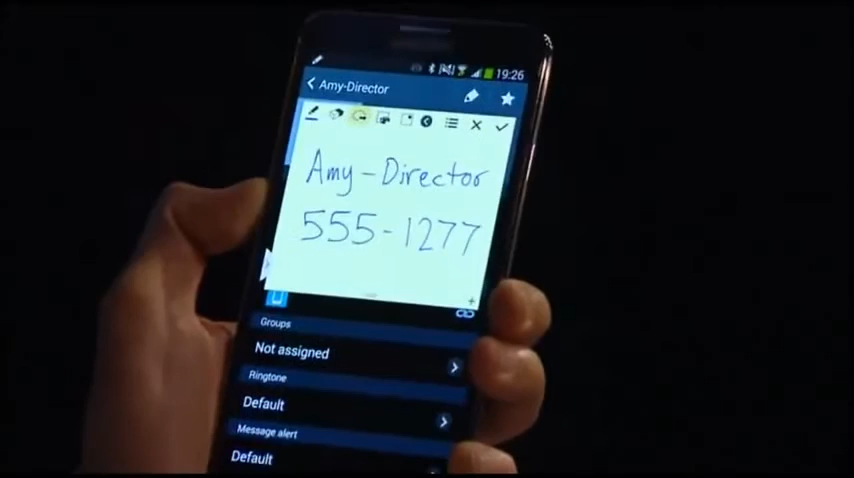 19:26
Amy-Director
Amy-Director
555-1277
Groups
Not assigned
Ringtone
Default
Message alert
Default